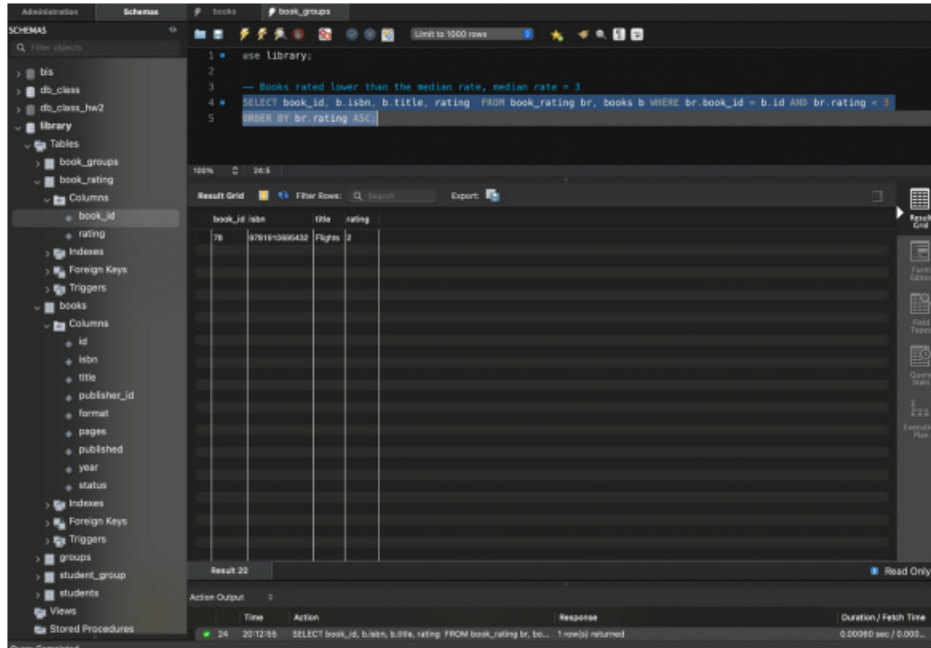 Administration Schemas books book_groups
SCHEMAS
Filter objects
Limit to 1000 rows
bis
db_class
db_class_hw2
library
Tables
book_groups
book_rating
Columns
book_id
rating
Indexes
Foreign Keys
Triggers
books
Columns
id
isbn
title
publisher_id
format
pages
published
year
status
Indexes
Foreign Keys
Triggers
groups
student_group
students
Views
Stored Procedures
1 use library;
2
3 -- Books rated lower than the median rate, median rate = 3
4 SELECT book_id, b.isbn, b.title, rating FROM book_rating br, books b WHERE br.book_id = b.id AND br.rating < 3
5 ORDER BY br.rating ASC;
100% 24:5
Result Grid Filter Rows: Search Export:
book_id isbn title rating
78 9781910695432 Flights 2
Result Grid
Form Editor
Field Types
Query Stats
Execution Plan
Result 20 Read Only
Action Output
Time Action Response Duration / Fetch Time
24 20:12:55 SELECT book_id, b.isbn, b.title, rating FROM book_rating br, bo... 1 row(s) returned 0.00060 sec / 0.000...
Query Completed